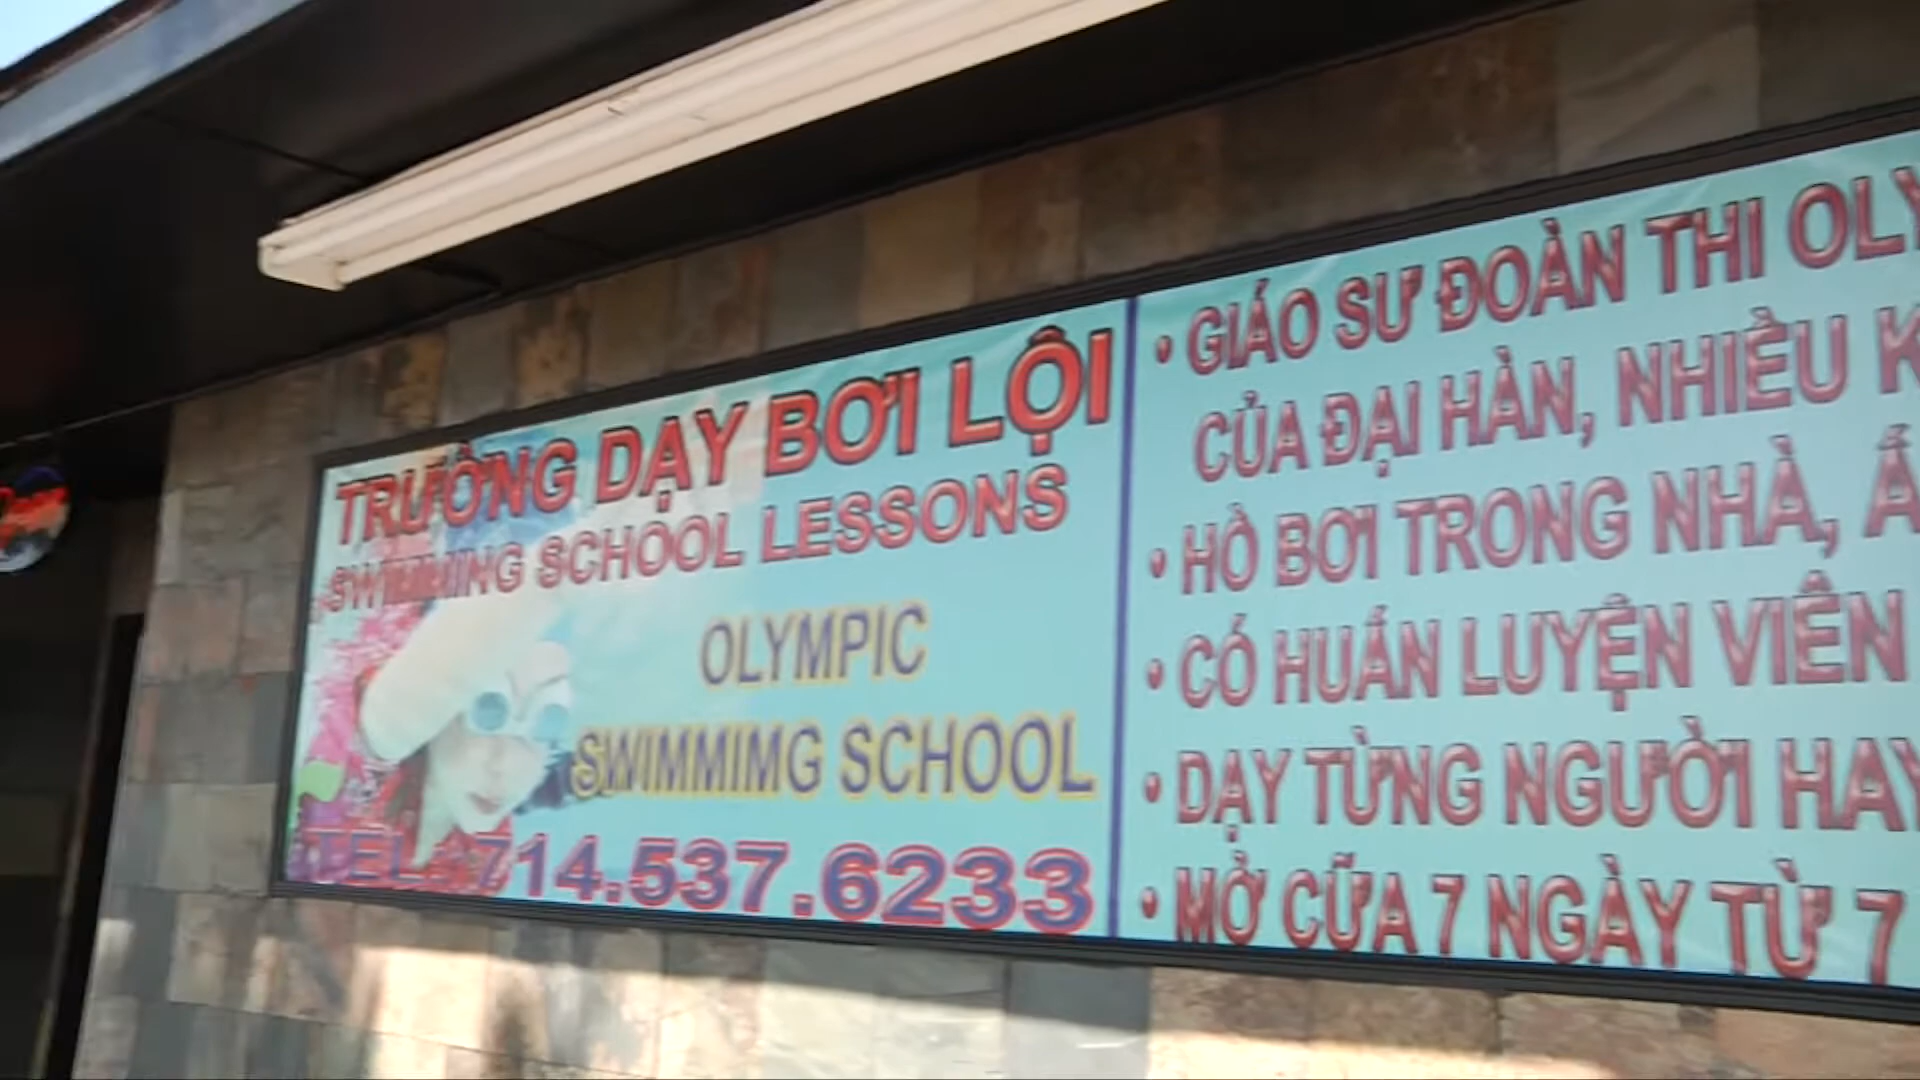 TRƯỜNG DẠY BƠI LỘI
SWIMMING SCHOOL LESSONS
OLYMPIC
SWIMMIMG SCHOOL
TEL: 714.537.6233
• GIÁO SƯ ĐOÀN THI
CỦA ĐẠI HÀN, NHIỀU
• HỒ BƠI TRONG NHÀ,
• CÓ HUẤN LUYỆN VIÊN
• DẠY TỪNG NGƯỜI HAY
• MỞ CỮA 7 NGÀY TỪ 7